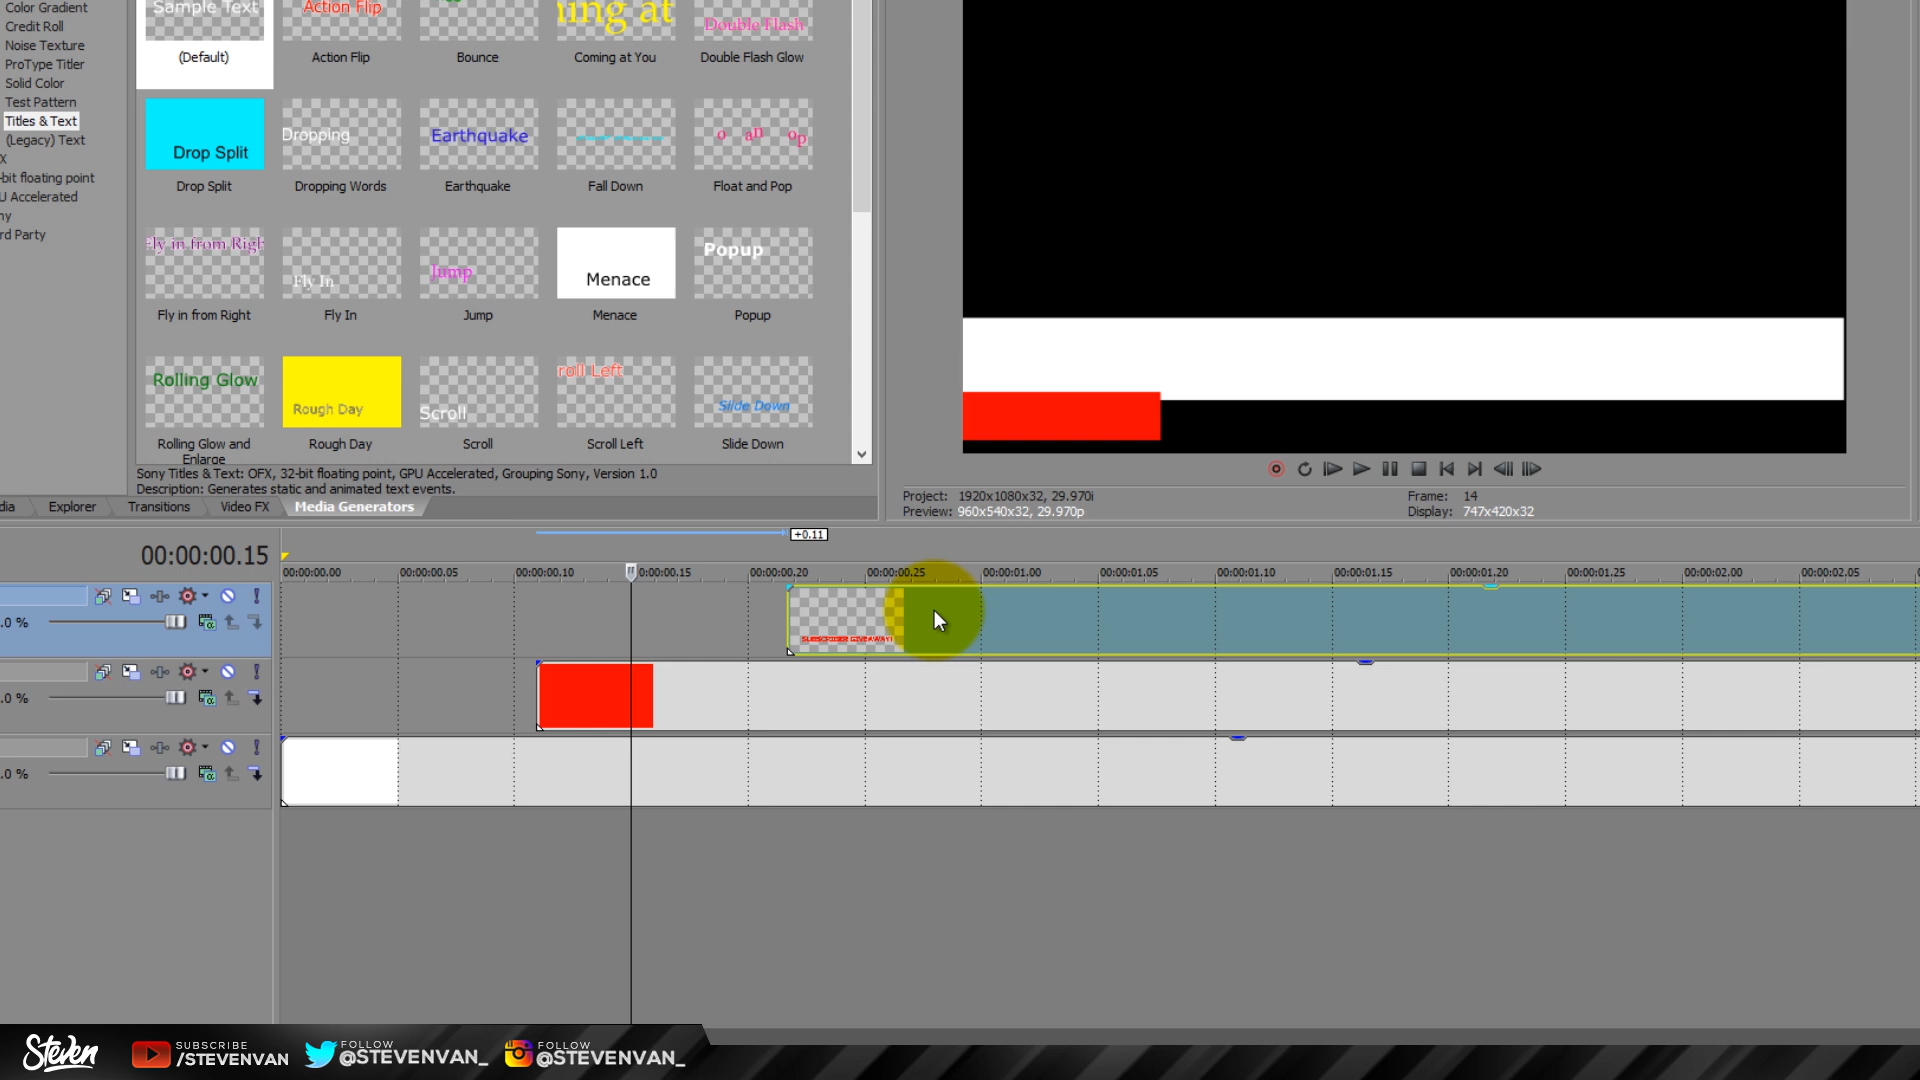 Color Gradient
Credit Roll
Noise Texture
ProType Titler
Solid Color
Test Pattern
Titles & Text
(Legacy) Text
X
-bit floating point
U Accelerated
ny
rd Party
Sample Text
Action Flip
ning at
Double Flash
(Default)
Action Flip
Bounce
Coming at You
Double Flash Glow
Drop Split
Dropping
Earthquake
o an op
Drop Split
Dropping Words
Earthquake
Fall Down
Float and Pop
Fly in from Righ
Fly In
Jump
Menace
Popup
Fly in from Right
Fly In
Jump
Menace
Popup
Rolling Glow
Rough Day
Scroll
roll Left
Slide Down
Rolling Glow and Enlarge
Rough Day
Scroll
Scroll Left
Slide Down
Sony Titles & Text: OFX, 32-bit floating point, GPU Accelerated, Grouping Sony, Version 1.0
Description: Generates static and animated text events.
dia
Explorer
Transitions
Video FX
Media Generators
Project: 1920x1080x32, 29.970i
Preview: 960x540x32, 29.970p
Frame: 14
Display: 747x420x32
+0.11
00:00:00.15
00:00:00.00
00:00:00.05
00:00:00.10
0:00:00.15
00:00:00.20
00:00:00.25
00:00:01.00
00:00:01.05
00:00:01.10
00:00:01.15
00:00:01.20
00:00:01.25
00:00:02.00
00:00:02.05
.0 %
SUBSCRIBER GIVEAWAY!
.0 %
.0 %
Steven
SUBSCRIBE
/STEVENVAN
FOLLOW
@STEVENVAN_
FOLLOW
@STEVENVAN_